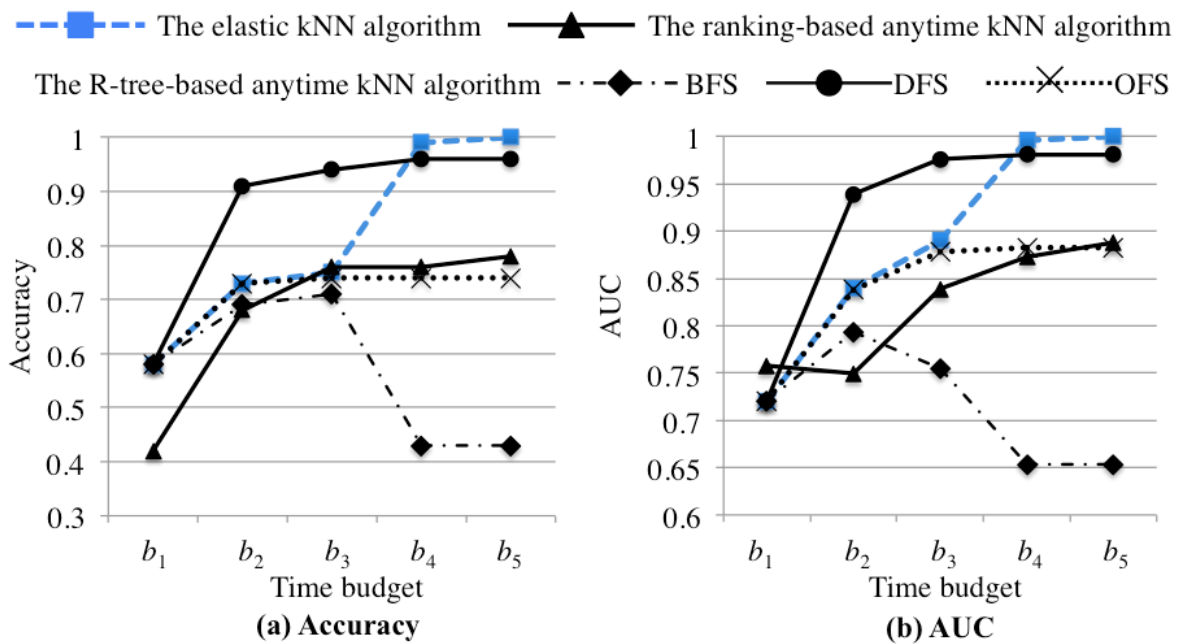 The elastic kNN algorithm The ranking-based anytime kNN algorithm
The R-tree-based anytime kNN algorithm BFS DFS OFS
1
0.9
0.8
0.7
0.6
0.5
0.4
0.3
Accuracy
b1 b2 b3 b4 b5
Time budget
(a) Accuracy
1
0.95
0.9
0.85
0.8
0.75
0.7
0.65
0.6
AUC
b1 b2 b3 b4 b5
Time budget
(b) AUC